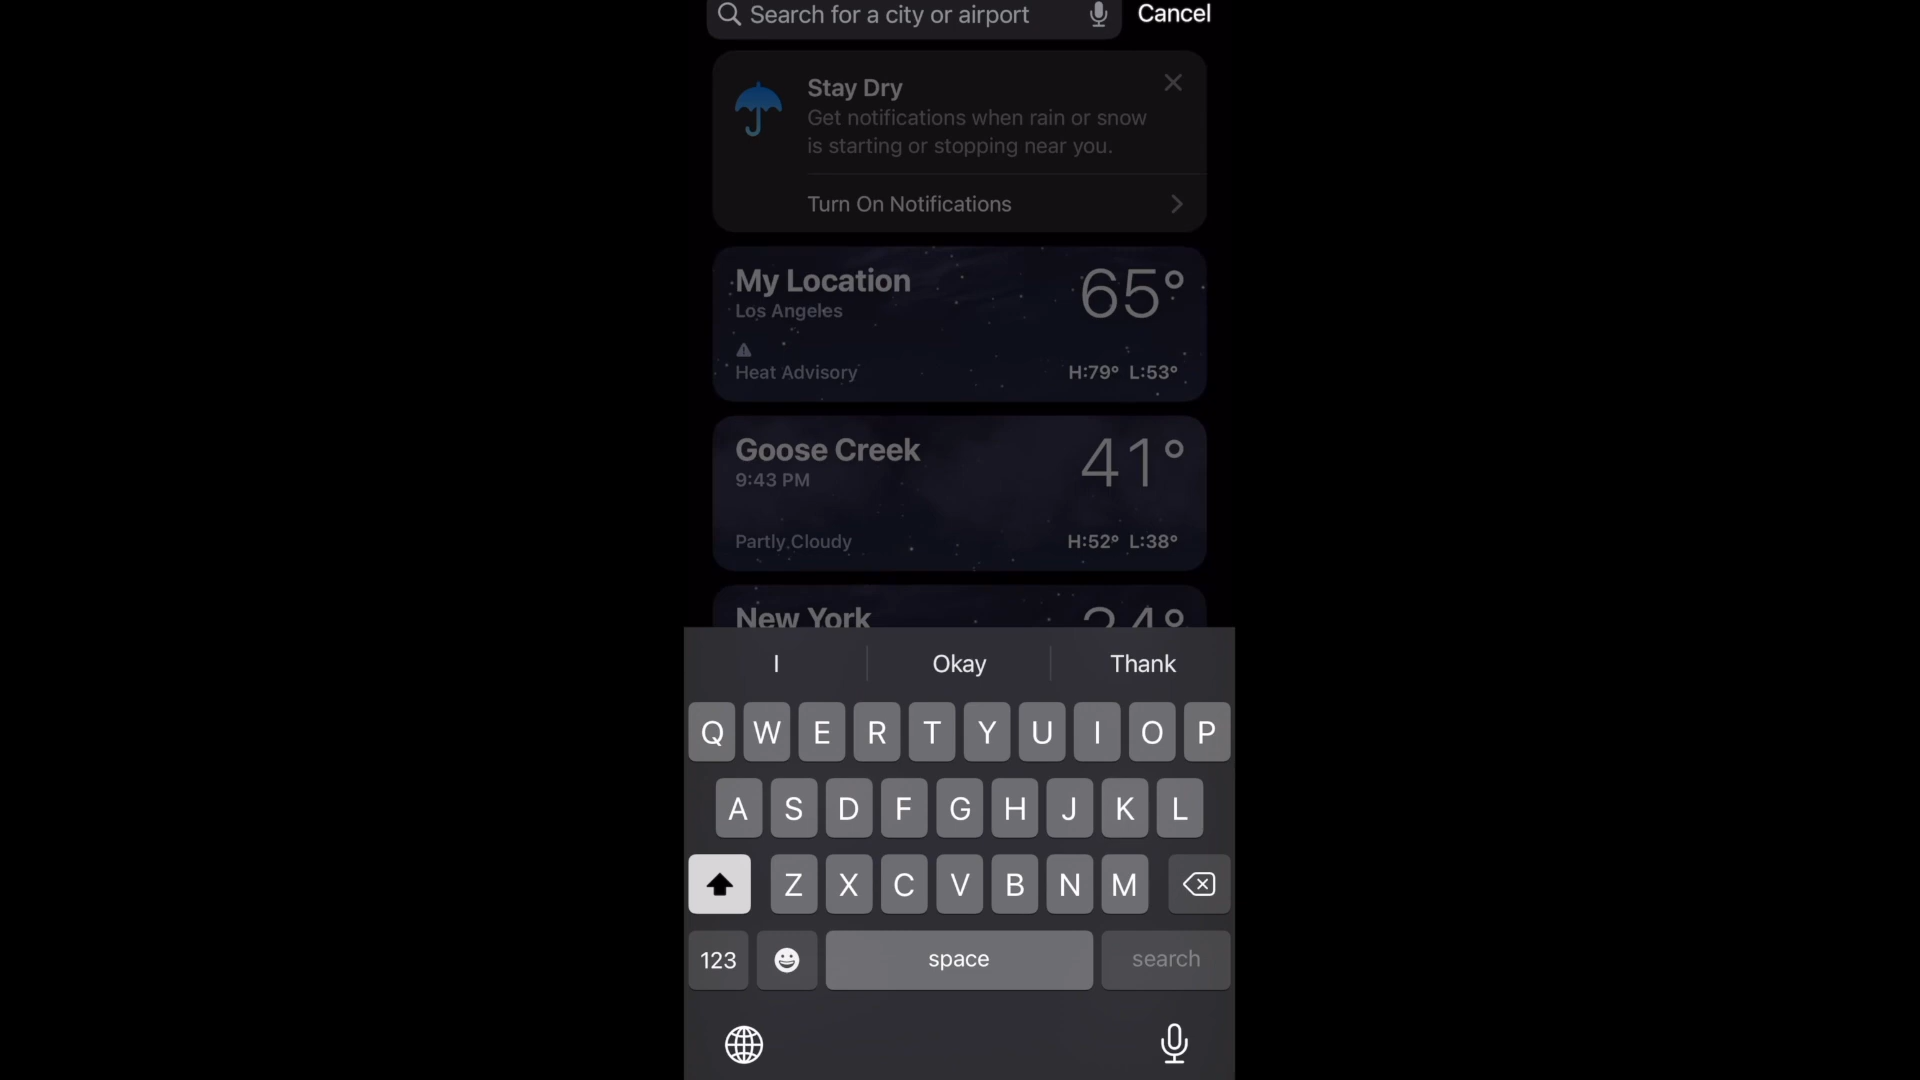 Search for a city or airport Cancel
Stay Dry
Get notifications when rain or snow
is starting or stopping near you.
Turn On Notifications
My Location 65°
Los Angeles
Heat Advisory H:79° L:53°
Goose Creek 41°
9:43 PM
Partly Cloudy H:52° L:38°
New York 24°
I Okay Thank
Q W E R T Y U I O P
A S D F G H J K L
Z X C V B N M
123 space search